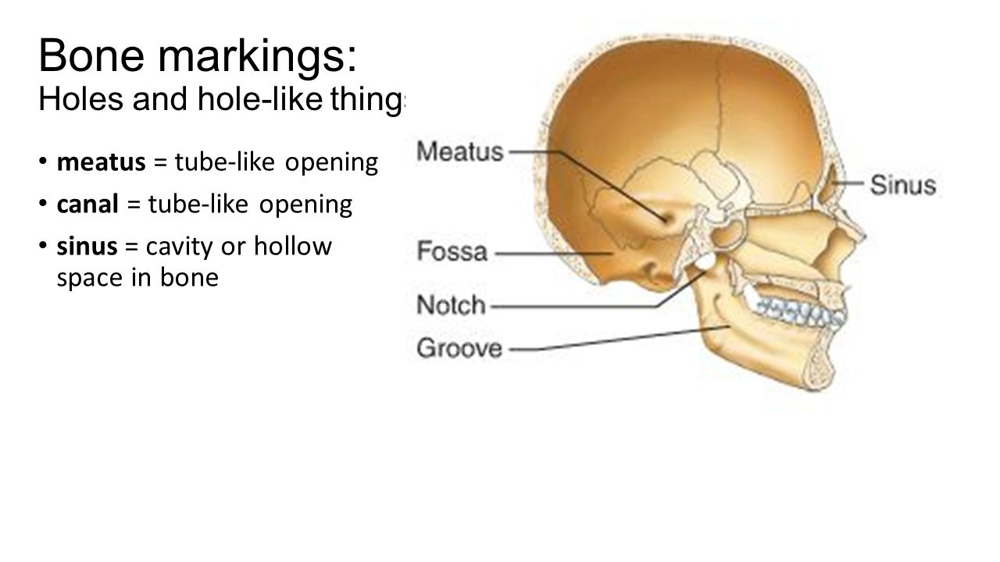 Bone markings:
Holes and hole-like things
• meatus = tube-like opening
• canal = tube-like opening
• sinus = cavity or hollow
space in bone
Meatus
Sinus
Fossa
Notch
Groove